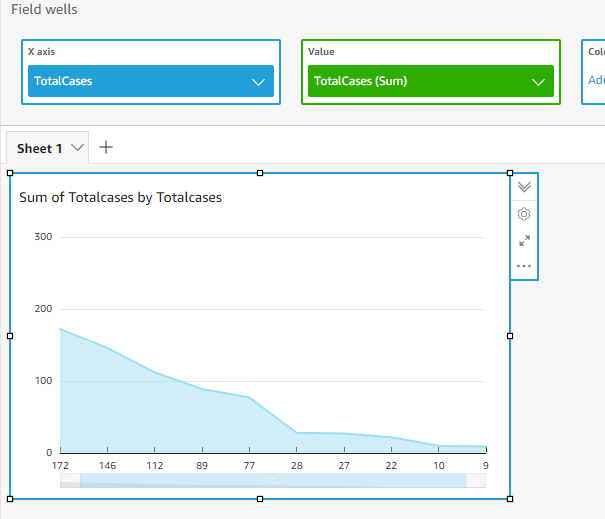 Field wells
X axis
Value
Colo
TotalCases
TotalCases (Sum)
Add
Sheet 1
Sum of Totalcases by Totalcases
300
200
100
0
172 146 112 89 77 28 27 22 10 9